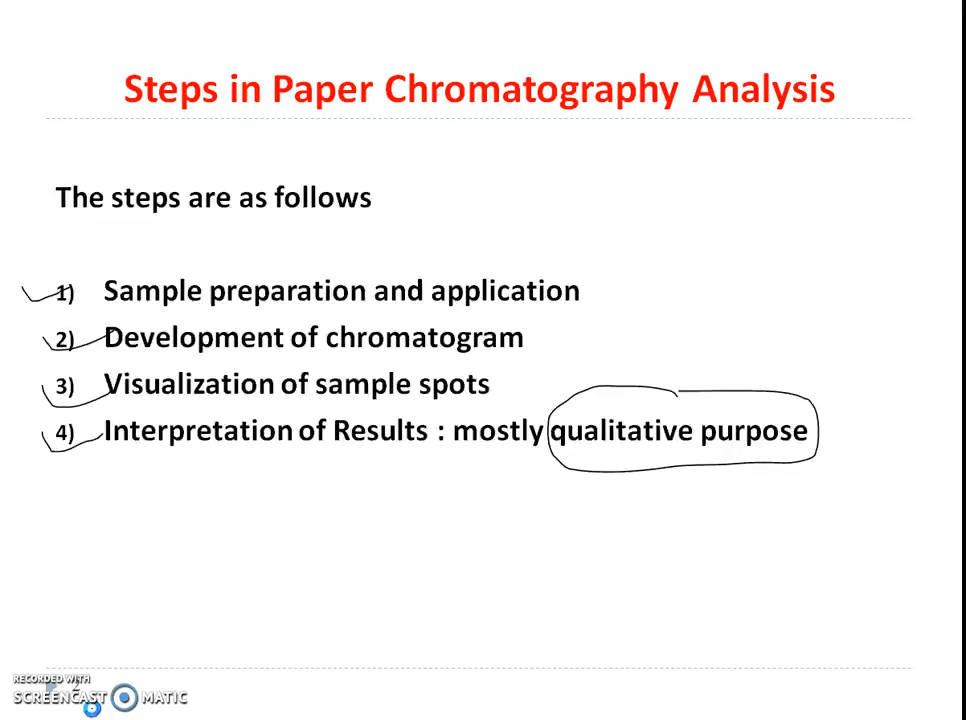 Steps in Paper Chromatography Analysis
The steps are as follows
1) Sample preparation and application
2) Development of chromatogram
3) Visualization of sample spots
4) Interpretation of Results : mostly qualitative purpose
RECORDED WITH
2
SCREENCAST MATIC